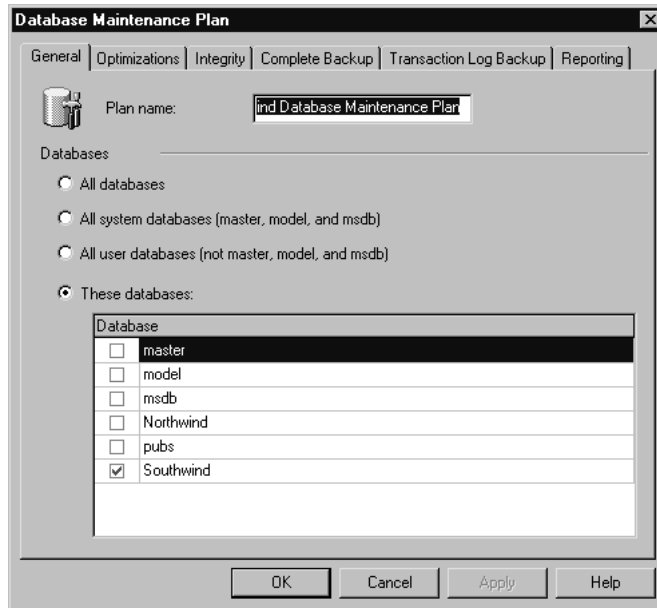 Database Maintenance Plan
General Optimizations Integrity Complete Backup Transaction Log Backup Reporting
Plan name: ind Database Maintenance Plan
Databases
All databases
All system databases (master, model, and msdb)
All user databases (not master, model, and msdb)
These databases:
Database
master
model
msdb
Northwind
pubs
Southwind
OK Cancel Apply Help